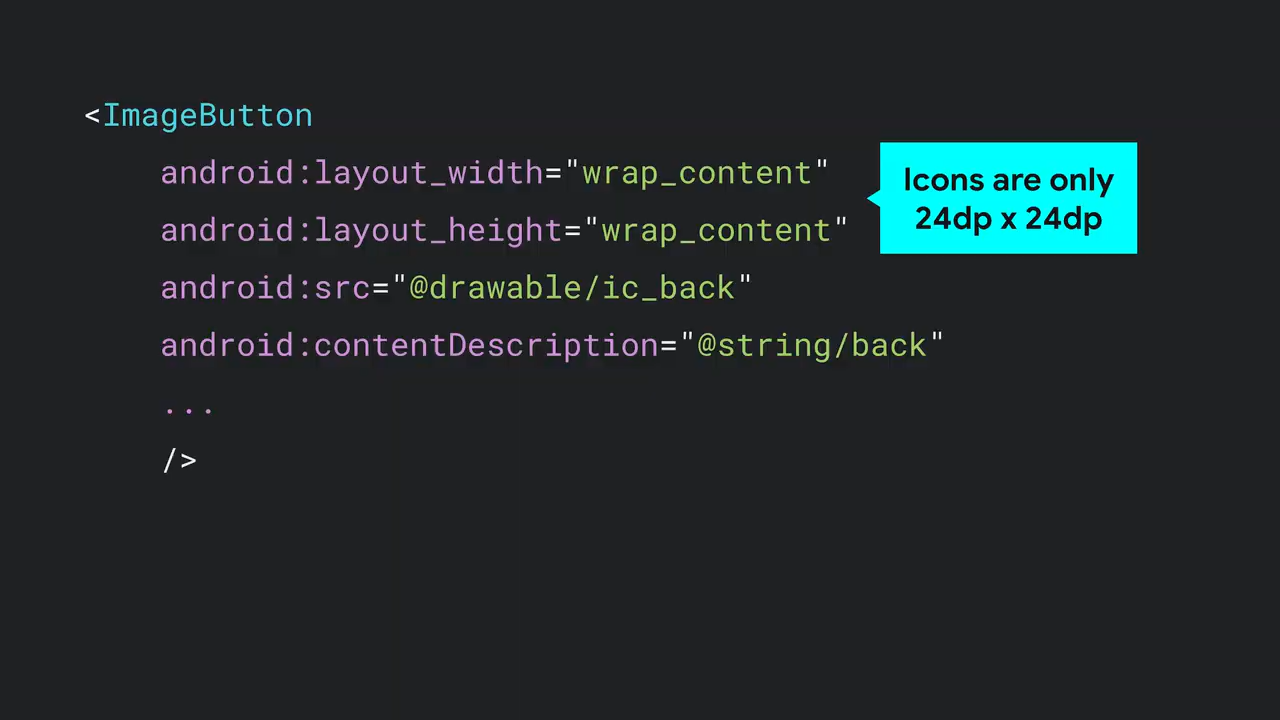 <ImageButton
android:layout_width="wrap_content"
android:layout_height="wrap_content"
android:src="@drawable/ic_back"
android:contentDescription="@string/back"
...
/>
Icons are only
24dp x 24dp